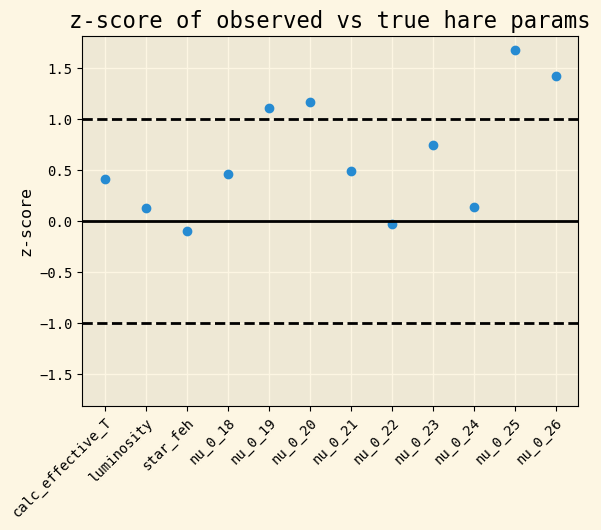 z-score of observed vs true hare params
z-score
1.5
1.0
0.5
0.0
−0.5
−1.0
−1.5
calc_effective_T
luminosity
star_feh
nu_0_18
nu_0_19
nu_0_20
nu_0_21
nu_0_22
nu_0_23
nu_0_24
nu_0_25
nu_0_26